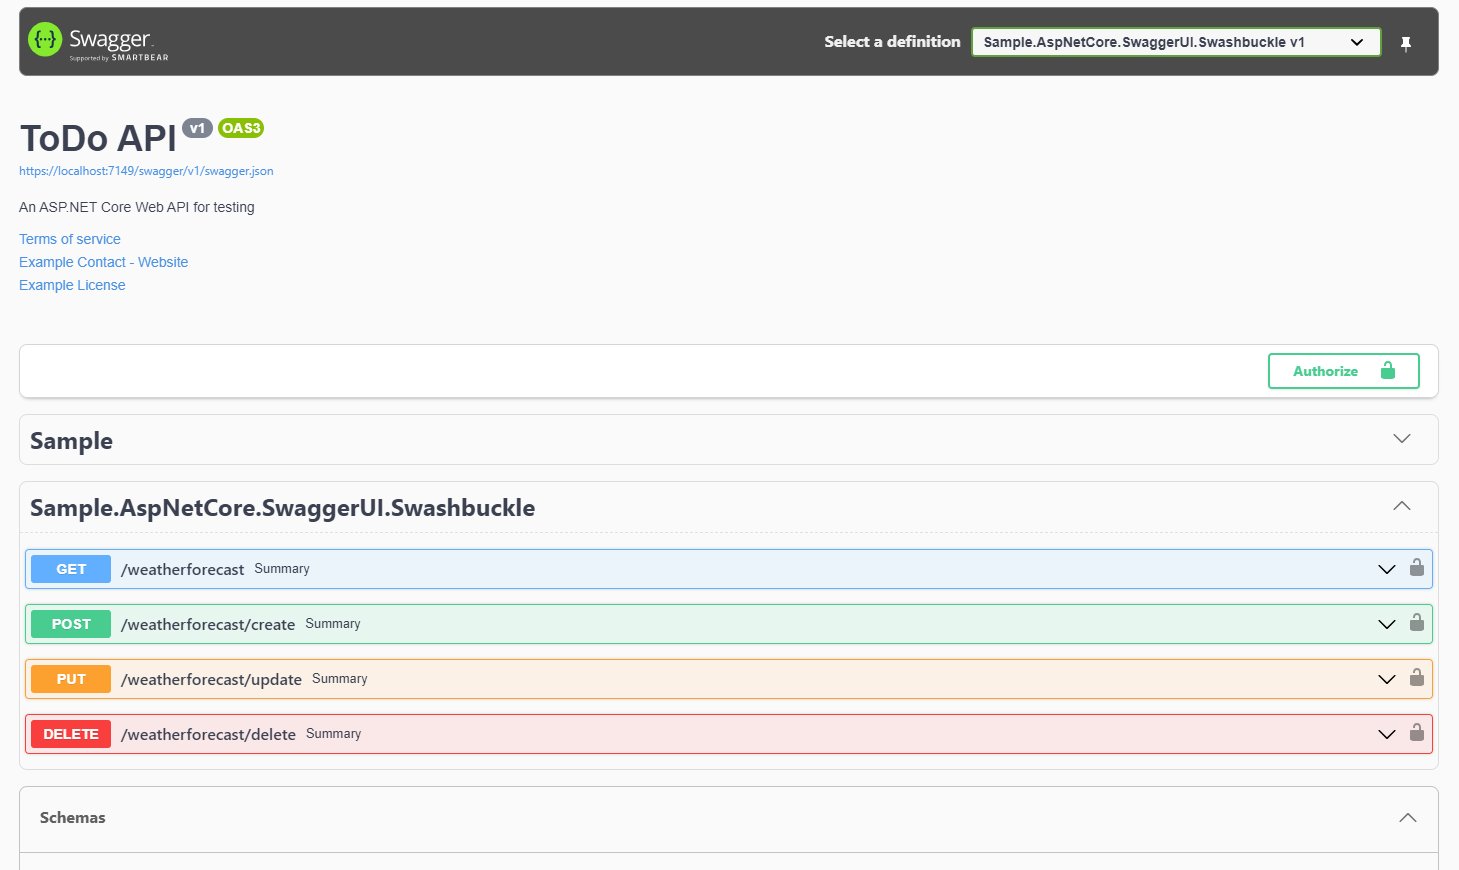 {···} Swagger.
Supported by SMARTBEAR
Select a definition
Sample.AspNetCore.SwaggerUI.Swashbuckle v1
ToDo API v1 OAS3
https://localhost:7149/swagger/v1/swagger.json
An ASP.NET Core Web API for testing
Terms of service
Example Contact - Website
Example License
Authorize
Sample
Sample.AspNetCore.SwaggerUI.Swashbuckle
GET /weatherforecast Summary
POST /weatherforecast/create Summary
PUT /weatherforecast/update Summary
DELETE /weatherforecast/delete Summary
Schemas